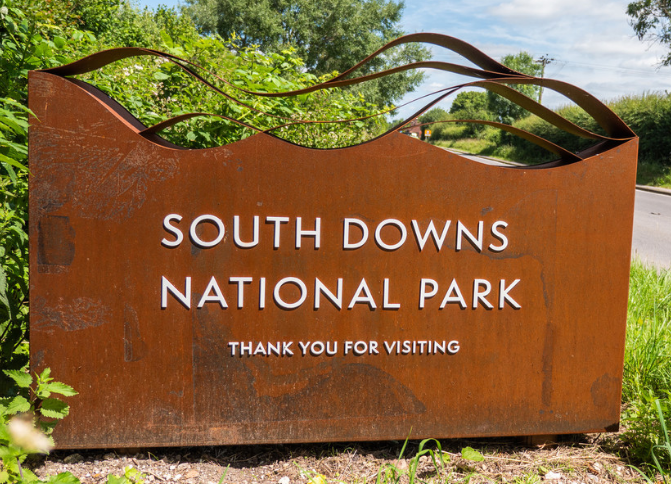 SOUTH DOWNS
NATIONAL PARK
THANK YOU FOR VISITING